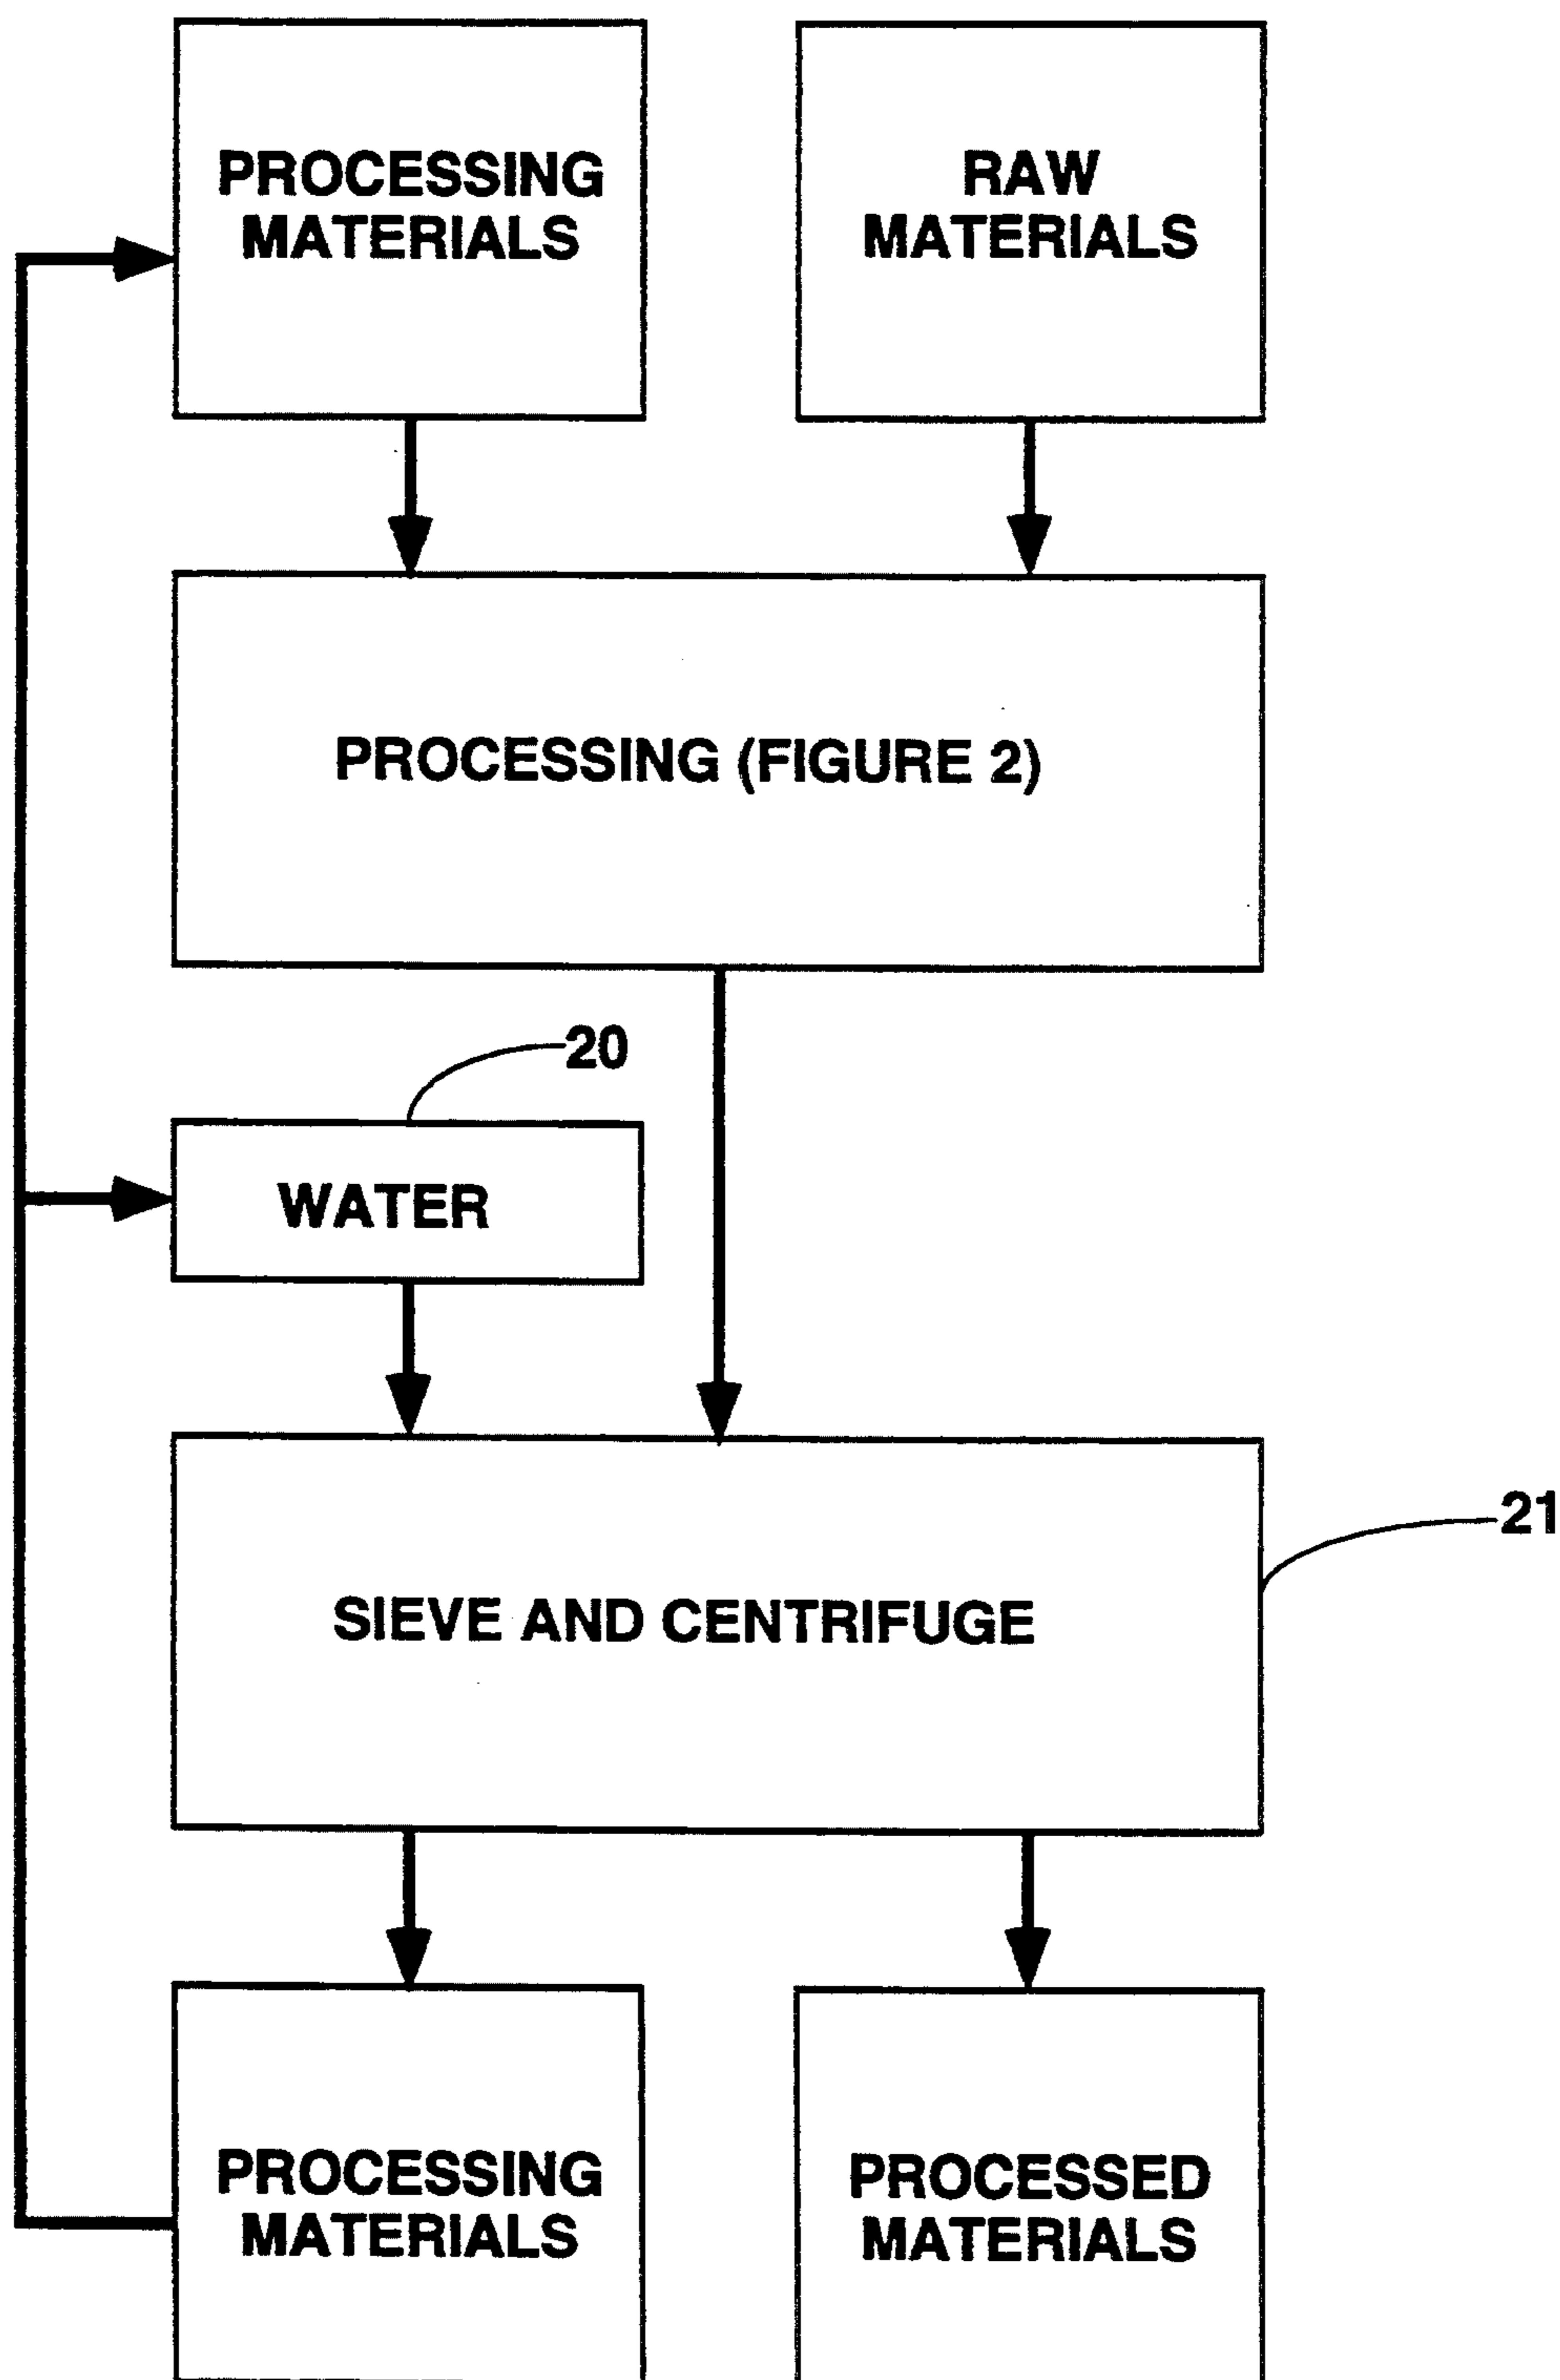 PROCESSING
MATERIALS
RAW
MATERIALS
PROCESSING (FIGURE 2)
20
WATER
21
SIEVE AND CENTRIFUGE
PROCESSING
MATERIALS
PROCESSED
MATERIALS